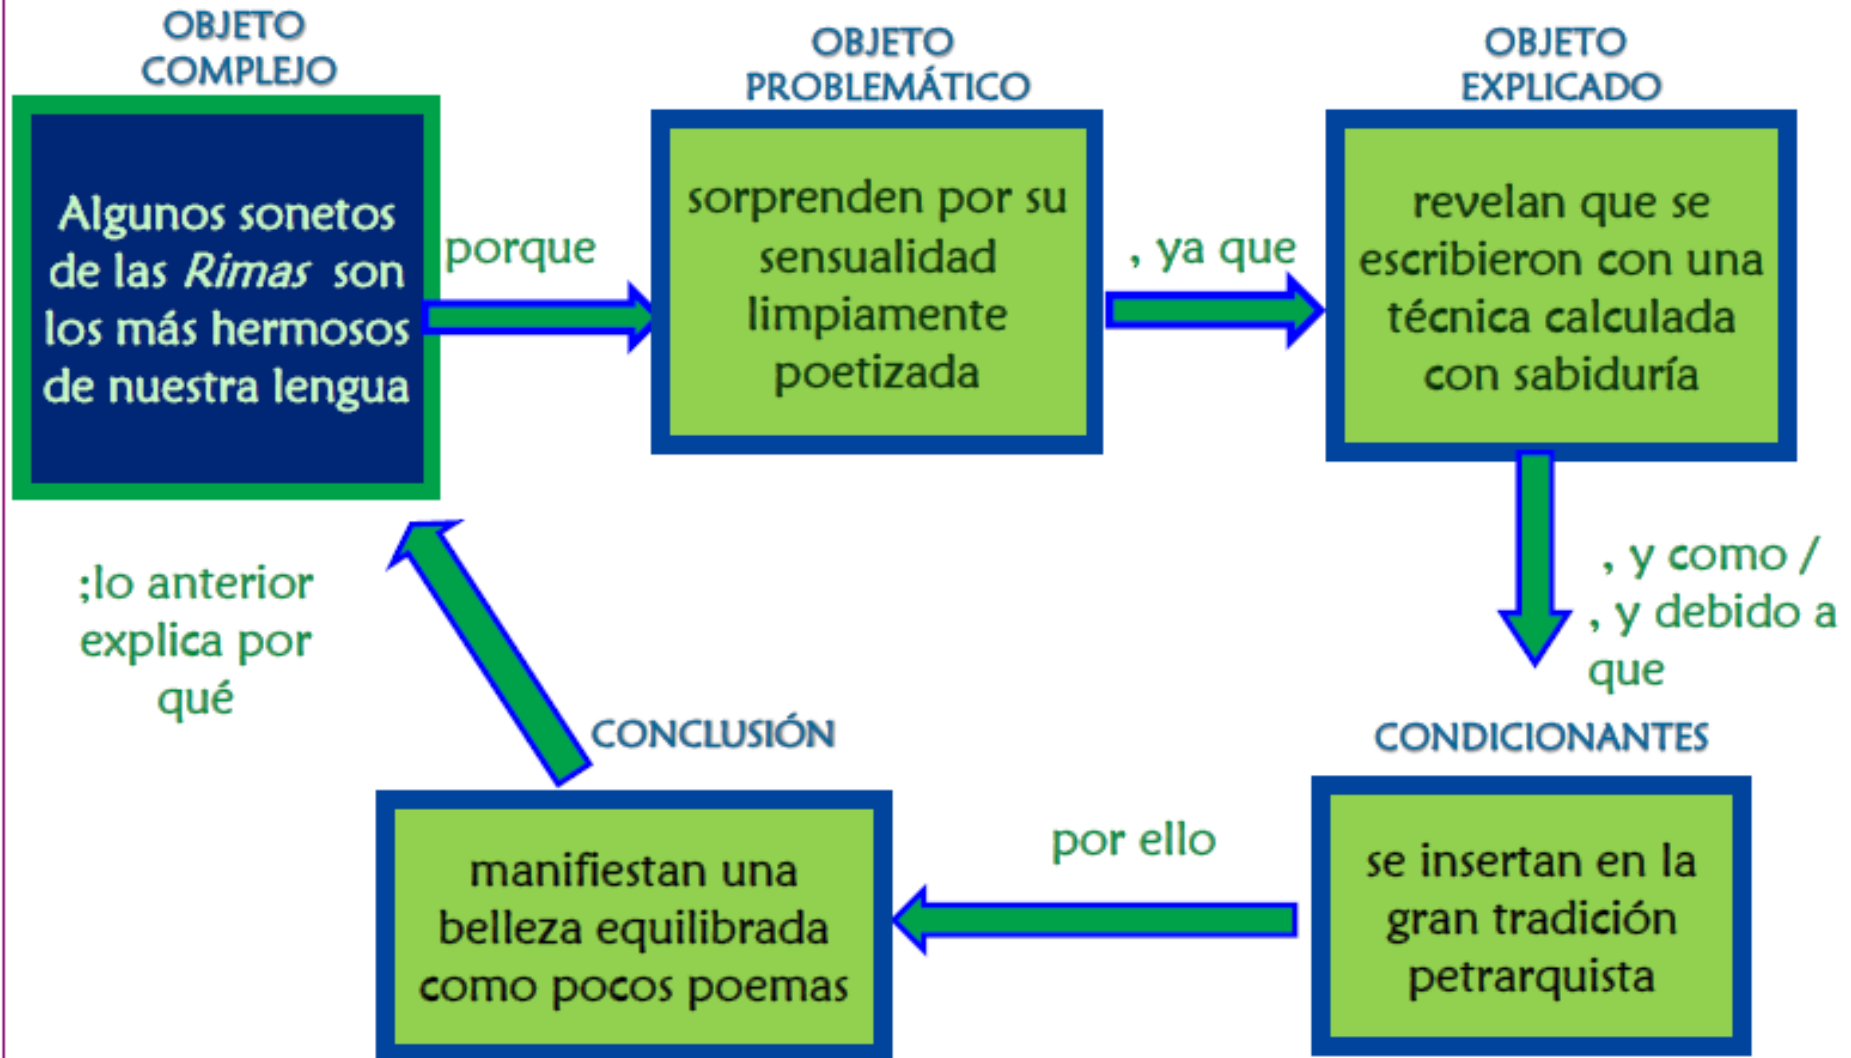 OBJETO
COMPLEJO
Algunos sonetos
de las Rimas son
los más hermosos
de nuestra lengua
porque
OBJETO
PROBLEMÁTICO
sorprenden por su
sensualidad
limpiamente
poetizada
, ya que
OBJETO
EXPLICADO
revelan que se
escribieron con una
técnica calculada
con sabiduría
, y como /
, y debido a
que
CONDICIONANTES
se insertan en la
gran tradición
petrarquista
por ello
CONCLUSIÓN
manifiestan una
belleza equilibrada
como pocos poemas
;lo anterior
explica por
qué